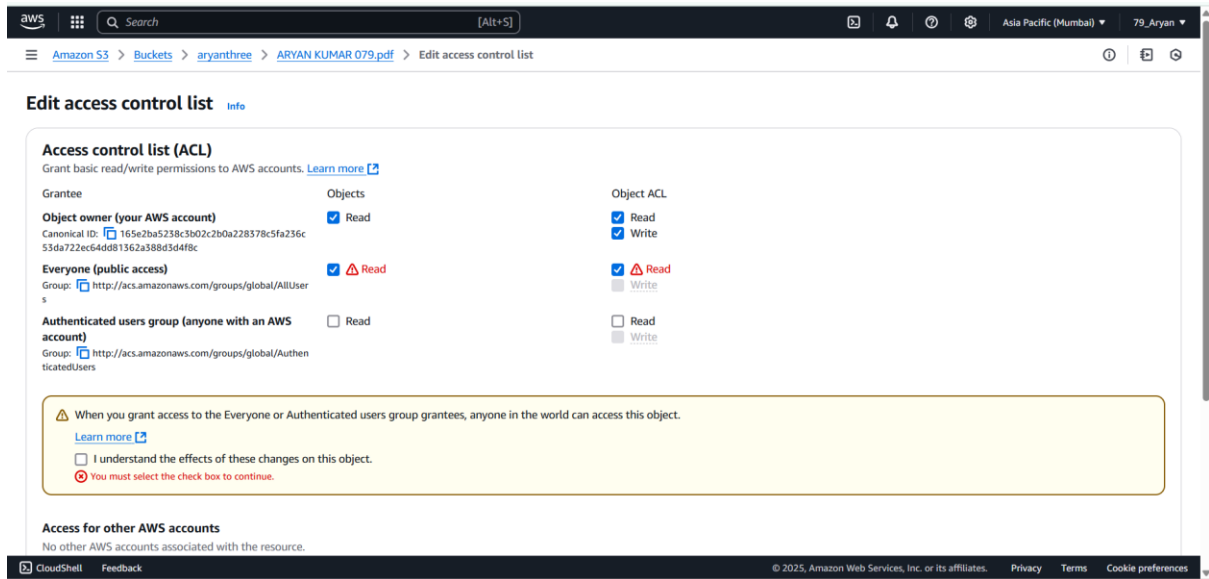 aws Search [Alt+S] Asia Pacific (Mumbai) 79_Aryan
Amazon S3 > Buckets > aryanthree > ARYAN KUMAR 079.pdf > Edit access control list
Edit access control list Info
Access control list (ACL)
Grant basic read/write permissions to AWS accounts. Learn more
Grantee Objects Object ACL
Object owner (your AWS account) Read Read
Canonical ID: 165e2ba5238c3b02c2b0a228378c5fa236c Write
53da722ec64dd81362a388d3d4f8c
Everyone (public access) Read Read
Group: http://acs.amazonaws.com/groups/global/AllUser Write
s
Authenticated users group (anyone with an AWS Read Read
account) Write
Group: http://acs.amazonaws.com/groups/global/Authen
ticatedUsers
When you grant access to the Everyone or Authenticated users group grantees, anyone in the world can access this object.
Learn more
I understand the effects of these changes on this object.
You must select the check box to continue.
Access for other AWS accounts
No other AWS accounts associated with the resource.
CloudShell Feedback © 2025, Amazon Web Services, Inc. or its affiliates. Privacy Terms Cookie preferences